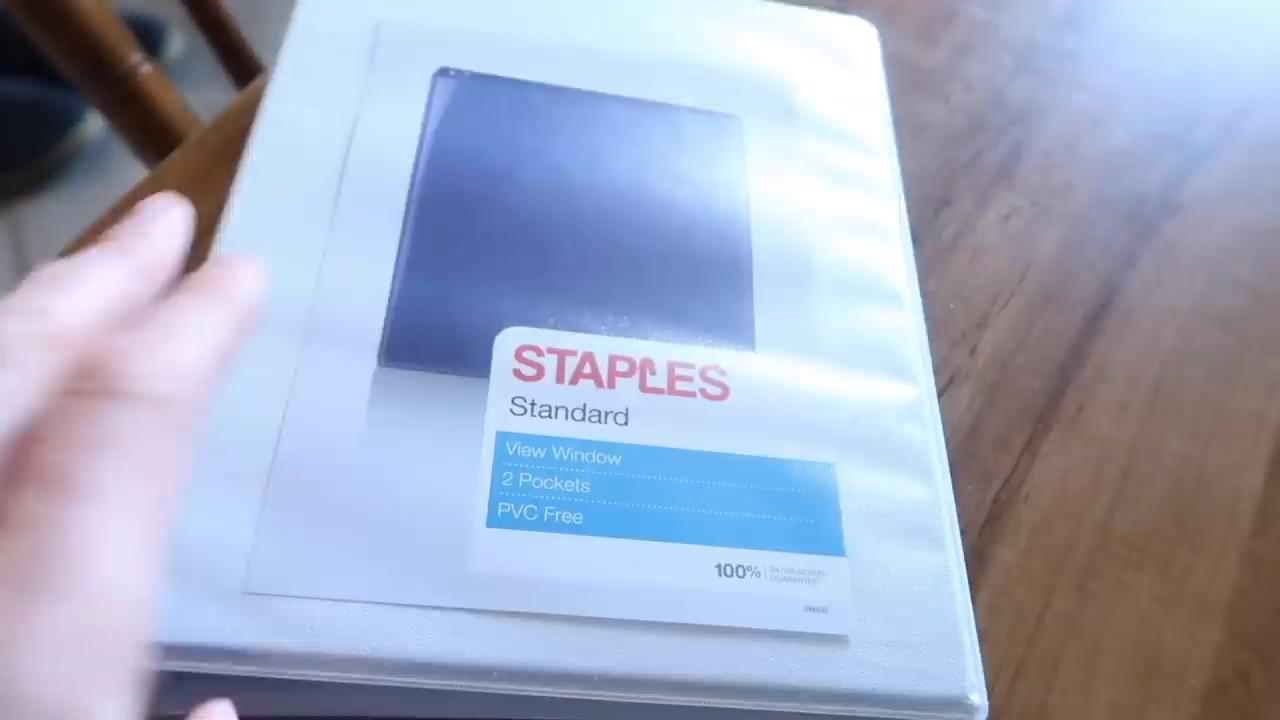 STAPLES
Standard
View Window
2 Pockets
PVC Free
100%